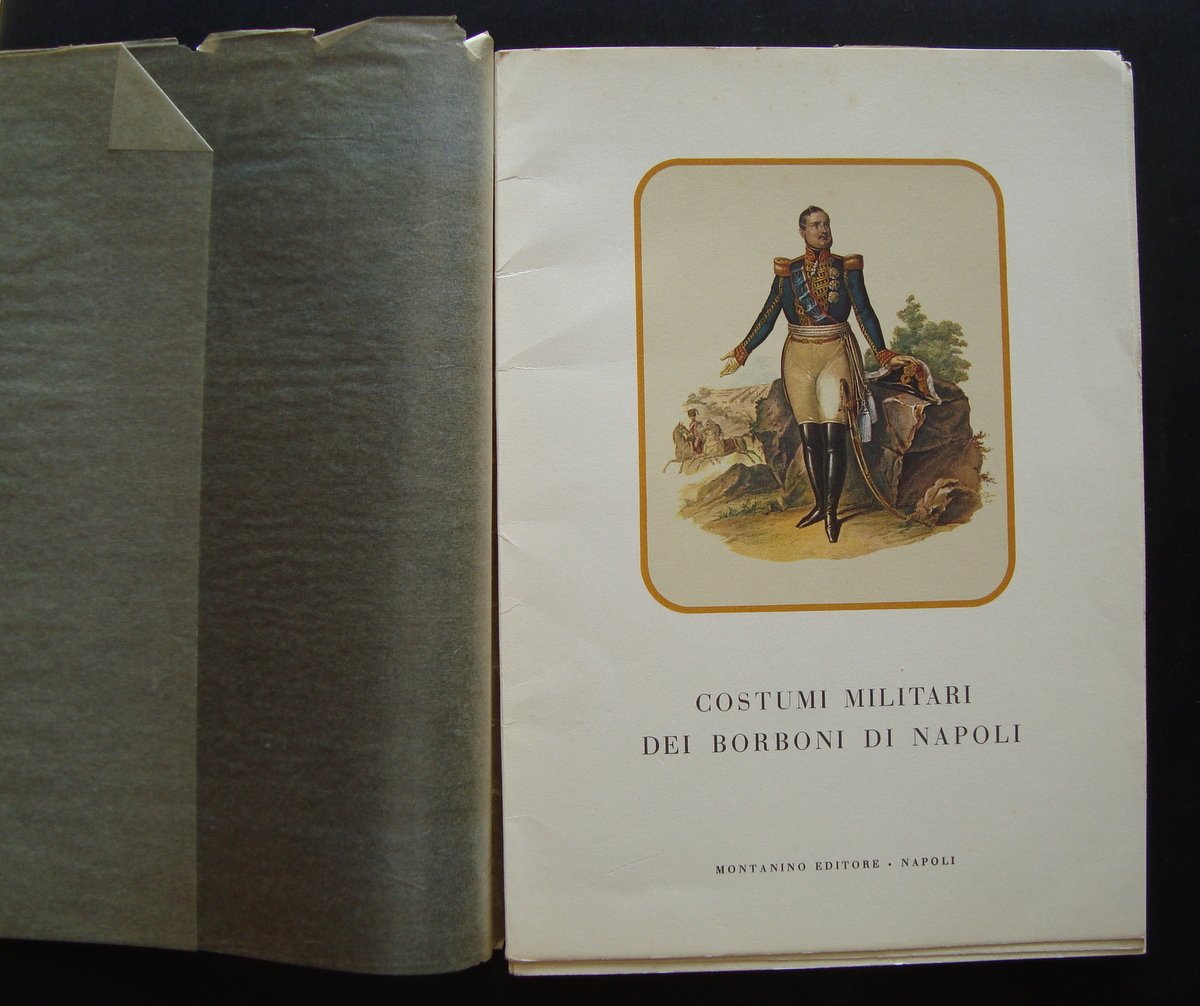 COSTUMI MILITARI
DEI BORBONI DI NAPOLI
MONTANINO EDITORE • NAPOLI